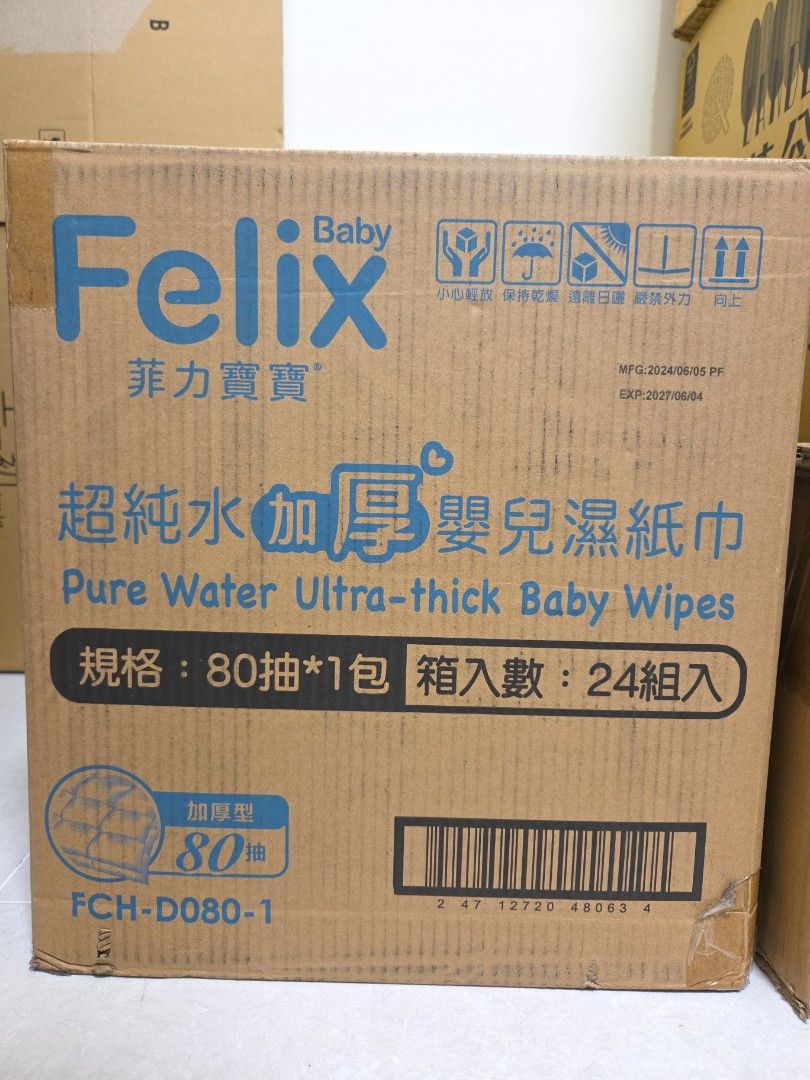 B
Baby
Felix
菲力寶寶®
小心輕放 保持乾燥 遠離日曬 嚴禁外力 向上
MFG:2024/06/05 PF
EXP:2027/06/04
超純水加厚嬰兒濕紙巾
Pure Water Ultra-thick Baby Wipes
規格：80抽*1包 箱入數：24組入
加厚型
80抽
FCH-D080-1
2 47 12720 48063 4